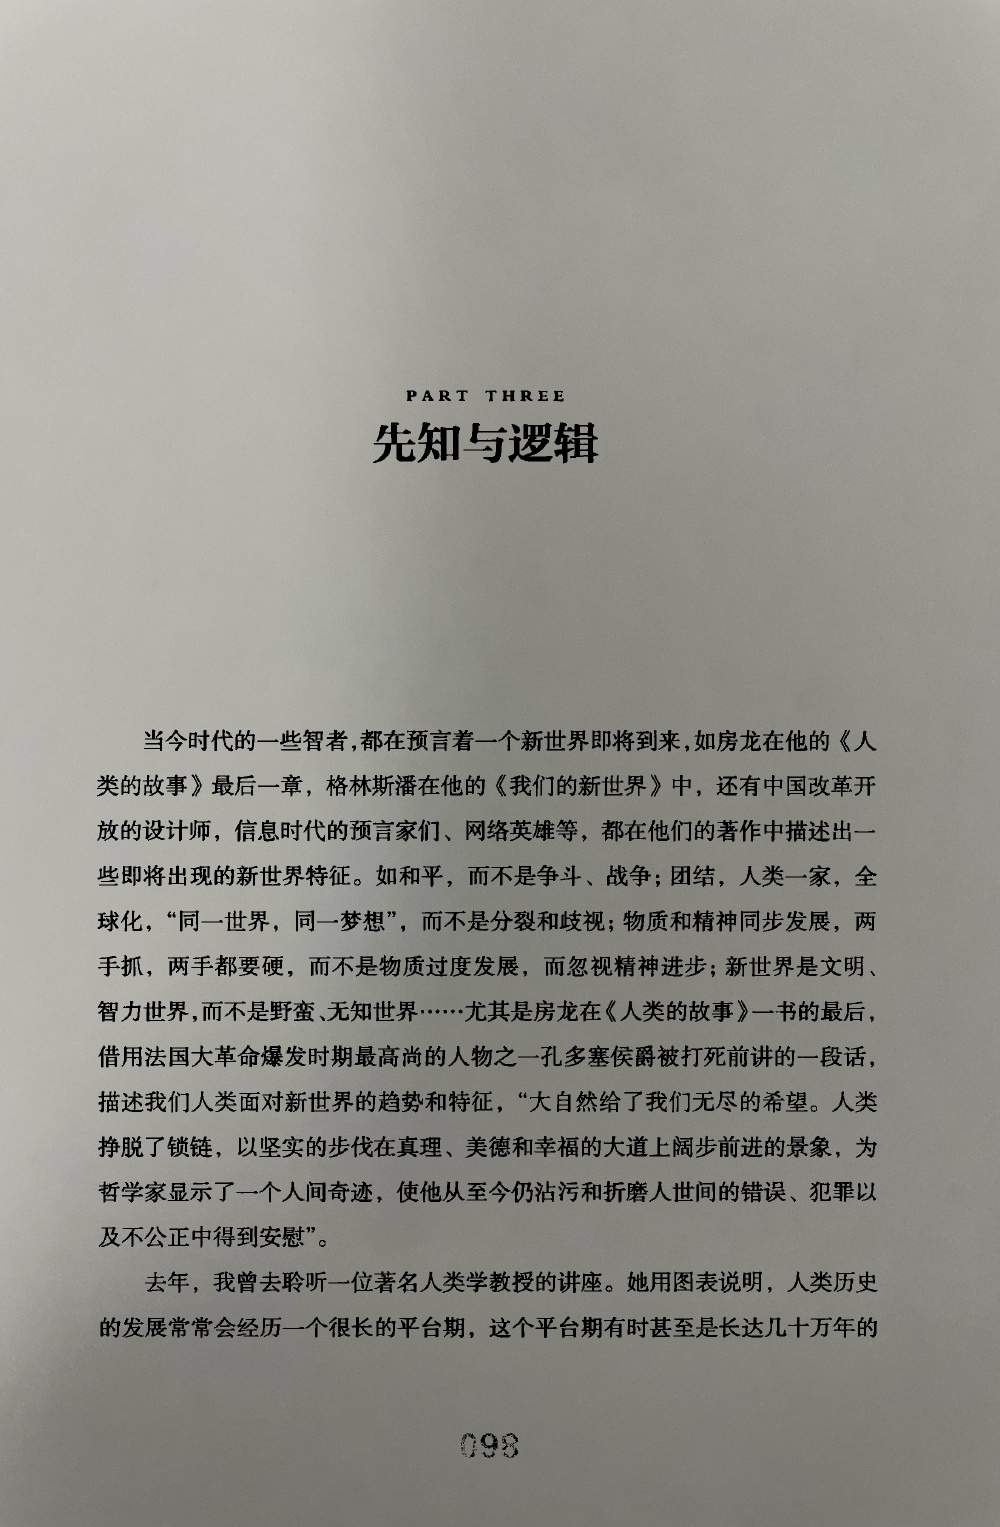 PART THREE
先知与逻辑
当今时代的一些智者，都在预言着一个新世界即将到来，如房龙在他的《人
类的故事》最后一章，格林斯潘在他的《我们的新世界》中，还有中国改革开
放的设计师，信息时代的预言家们、网络英雄等，都在他们的著作中描述出一
些即将出现的新世界特征。如和平，而不是争斗、战争；团结，人类一家，全
球化，“同一世界，同一梦想”，而不是分裂和歧视；物质和精神同步发展，两
手抓，两手都要硬，而不是物质过度发展，而忽视精神进步；新世界是文明、
智力世界，而不是野蛮、无知世界……尤其是房龙在《人类的故事》一书的最后，
借用法国大革命爆发时期最高尚的人物之一孔多塞侯爵被打死前讲的一段话，
描述我们人类面对新世界的趋势和特征，“大自然给了我们无尽的希望。人类
挣脱了锁链，以坚实的步伐在真理、美德和幸福的大道上阔步前进的景象，为
哲学家显示了一个人间奇迹，使他从至今仍沾污和折磨人世间的错误、犯罪以
及不公正中得到安慰”。
去年，我曾去聆听一位著名人类学教授的讲座。她用图表说明，人类历史
的发展常常会经历一个很长的平台期，这个平台期有时甚至是长达几十万年的
098